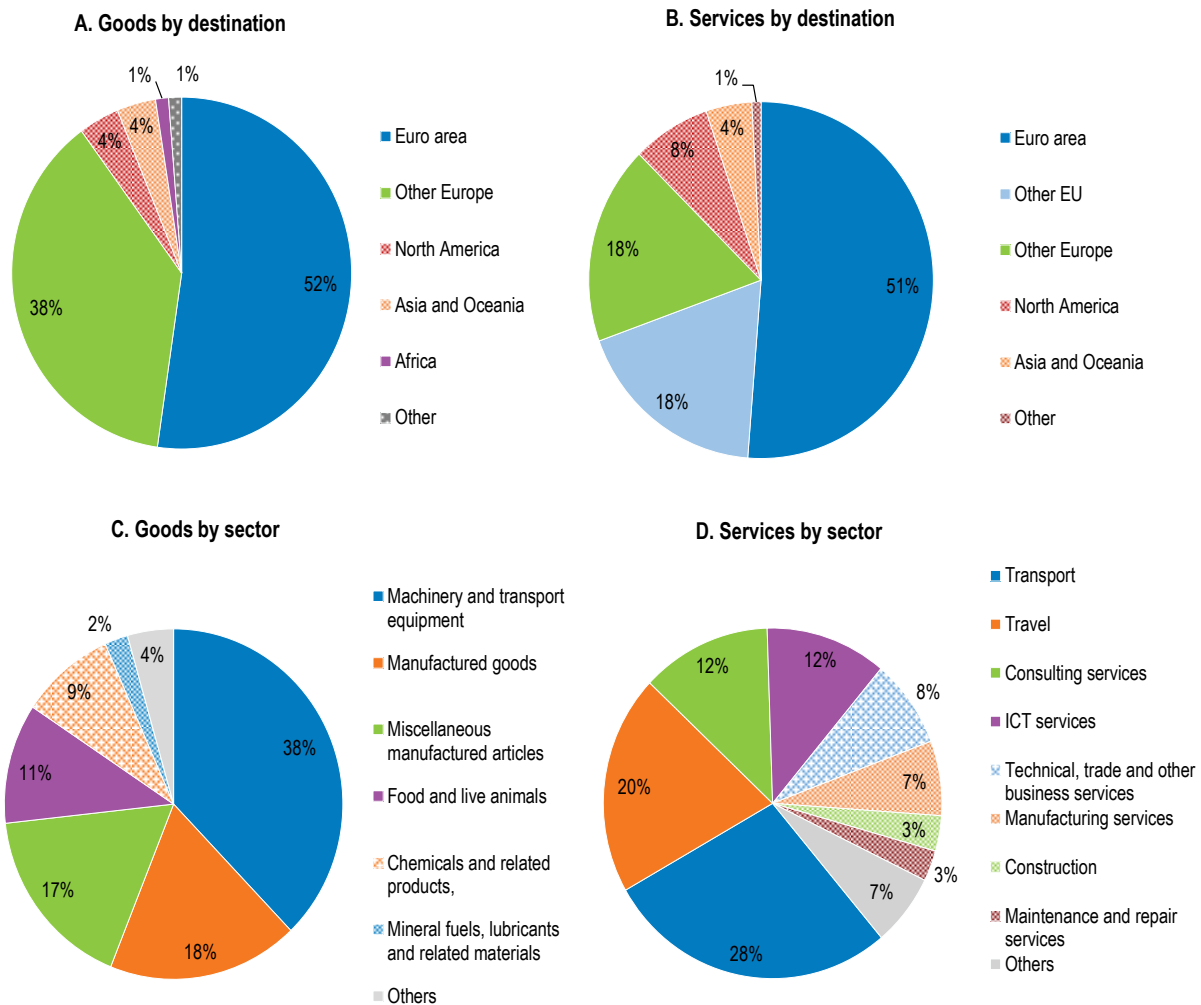 A. Goods by destination
1%
1%
4%
4%
38%
52%
Euro area
Other Europe
North America
Asia and Oceania
Africa
Other
B. Services by destination
1%
4%
8%
18%
18%
51%
Euro area
Other EU
Other Europe
North America
Asia and Oceania
Other
C. Goods by sector
2%
4%
9%
11%
17%
18%
38%
Machinery and transport
equipment
Manufactured goods
Miscellaneous
manufactured articles
Food and live animals
Chemicals and related
products,
Mineral fuels, lubricants
and related materials
Others
D. Services by sector
12%
12%
8%
7%
3%
3%
7%
28%
20%
Transport
Travel
Consulting services
ICT services
Technical, trade and other
business services
Manufacturing services
Construction
Maintenance and repair
services
Others